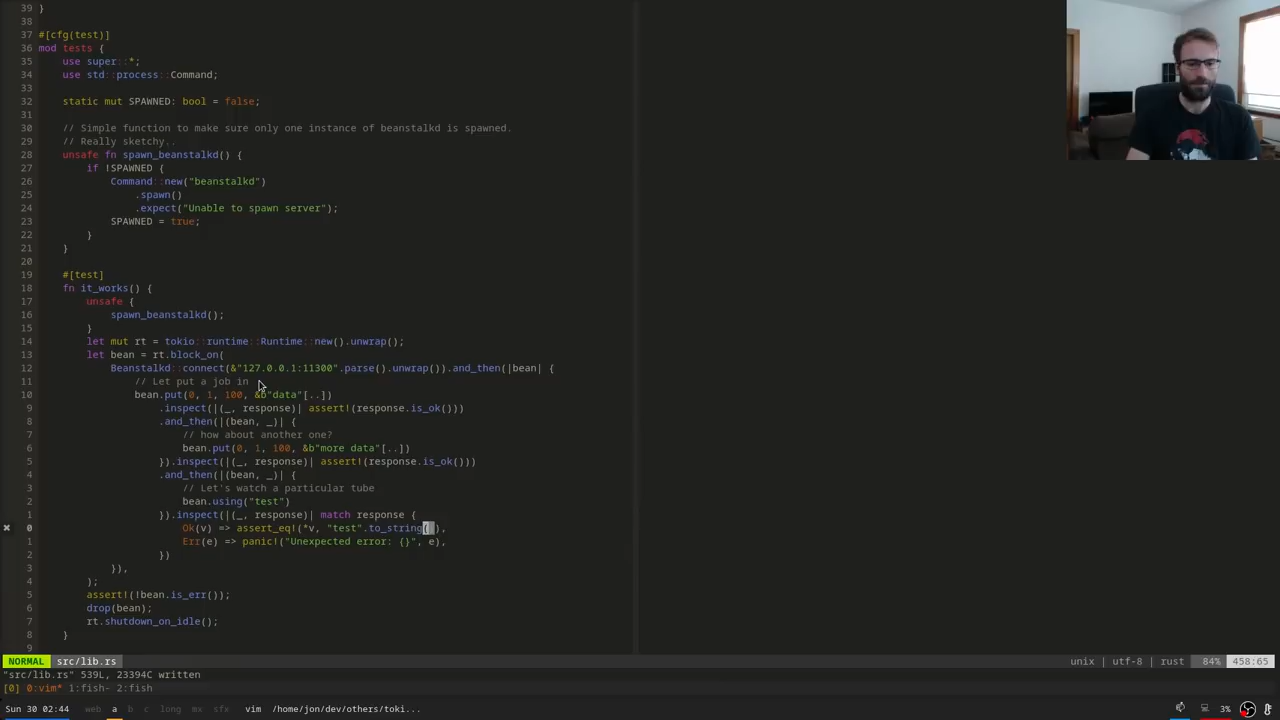 39 }
38
37 #[cfg(test)]
36 mod tests {
35     use super::*;
34     use std::process::Command;
33
32     static mut SPAWNED: bool = false;
31
30     // Simple function to make sure only one instance of beanstalkd is spawned.
29     // Really sketchy..
28     unsafe fn spawn_beanstalkd() {
27         if !SPAWNED {
26             Command::new("beanstalkd")
25                 .spawn()
24                 .expect("Unable to spawn server");
23             SPAWNED = true;
22         }
21     }
20
19     #[test]
18     fn it_works() {
17         unsafe {
16             spawn_beanstalkd();
15         }
14         let mut rt = tokio::runtime::Runtime::new().unwrap();
13         let bean = rt.block_on(
12             Beanstalkd::connect(&"127.0.0.1:11300".parse().unwrap()).and_then(|bean| {
11                 // Let put a job in
10                 bean.put(0, 1, 100, &b"data"[..])
9                     .inspect(|(_, response)| assert!(response.is_ok()))
8                     .and_then(|(bean, _)| {
7                         // how about another one?
6                         bean.put(0, 1, 100, &b"more data"[..])
5                     }).inspect(|(_, response)| assert!(response.is_ok()))
4                     .and_then(|(bean, _)| {
3                         // Let's watch a particular tube
2                         bean.using("test")
1                     }).inspect(|(_, response)| match response {
0                         Ok(v) => assert_eq!(*v, "test".to_string( ),
1                         Err(e) => panic!("Unexpected error: {}", e),
2                     })
3             }),
4         );
5         assert!(!bean.is_err());
6         drop(bean);
7         rt.shutdown_on_idle();
8     }
9
NORMAL src/lib.rs unix | utf-8 | rust 84% 458:65
"src/lib.rs" 539L, 23394C written
[0] 0:vim* 1:fish- 2:fish
Sun 30 02:44 web a b c long mx sfx vim /home/jon/dev/others/toki... 3%